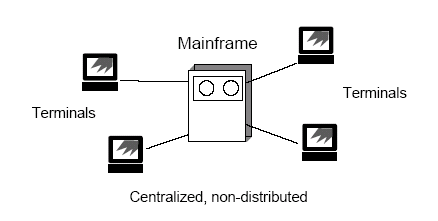 Mainframe
Terminals
Terminals
Centralized, non-distributed